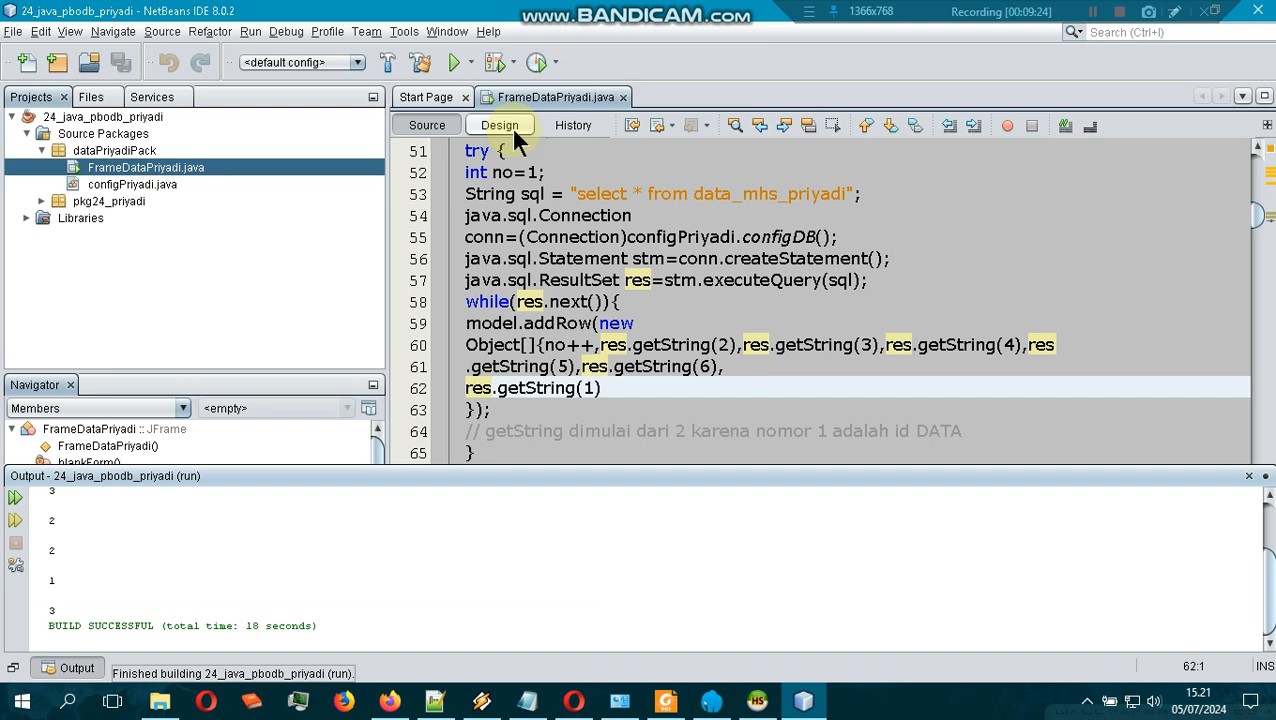 24_java_pbodb_priyadi - NetBeans IDE 8.0.2
www.BANDICAM.com
1366x768
Recording [00:09:24]
File Edit View Navigate Source Refactor Run Debug Profile Team Tools Window Help
Search (Ctrl+I)
<default config>
Projects Files Services
Start Page FrameDataPriyadi.java
24_java_pbodb_priyadi
Source Packages
dataPriyadiPack
FrameDataPriyadi.java
configPriyadi.java
pkg24_priyadi
Libraries
Source Design History
51 try {
52 int no=1;
53 String sql = "select * from data_mhs_priyadi";
54 java.sql.Connection
55 conn=(Connection)configPriyadi.configDB();
56 java.sql.Statement stm=conn.createStatement();
57 java.sql.ResultSet res=stm.executeQuery(sql);
58 while(res.next()){
59 model.addRow(new
60 Object[]{no++,res.getString(2),res.getString(3),res.getString(4),res
61 .getString(5),res.getString(6),
62 res.getString(1)
63 });
64 // getString dimulai dari 2 karena nomor 1 adalah id DATA
65 }
Navigator
Members <empty>
FrameDataPriyadi :: JFrame
FrameDataPriyadi()
blankForm()
Output - 24_java_pbodb_priyadi (run)
3
2
2
1
3
BUILD SUCCESSFUL (total time: 18 seconds)
Output
Finished building 24_java_pbodb_priyadi (run).
62:1 INS
15.21
05/07/2024